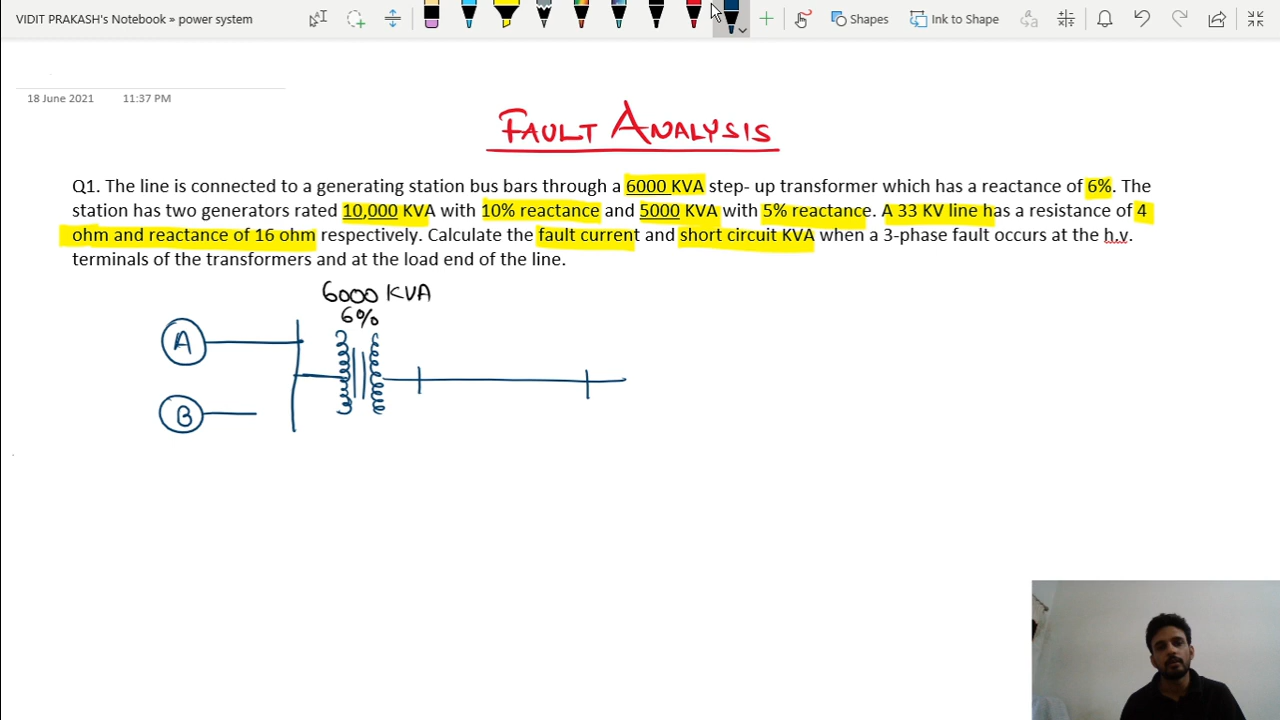 VIDIT PRAKASH's Notebook » power system
Shapes
Ink to Shape
18 June 2021 11:37 PM
FAULT ANALYSIS
Q1. The line is connected to a generating station bus bars through a 6000 KVA step- up transformer which has a reactance of 6%. The
station has two generators rated 10,000 KVA with 10% reactance and 5000 KVA with 5% reactance. A 33 KV line has a resistance of 4
ohm and reactance of 16 ohm respectively. Calculate the fault current and short circuit KVA when a 3-phase fault occurs at the h.v.
terminals of the transformers and at the load end of the line.
6000 KVA
6%
A
B